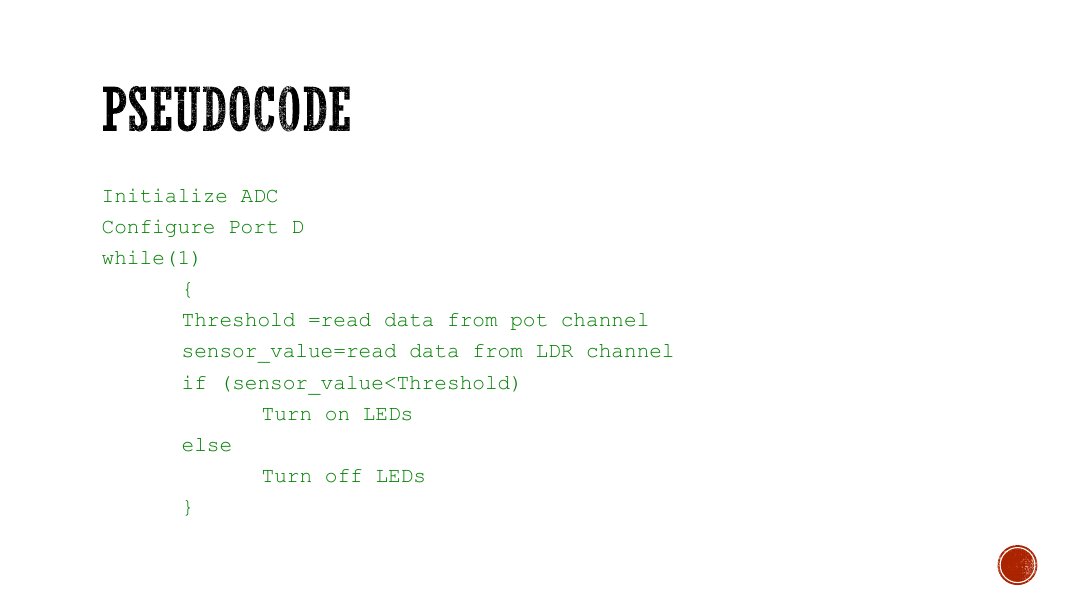 PSEUDOCODE
Initialize ADC
Configure Port D
while(1)
{
Threshold =read data from pot channel
sensor_value=read data from LDR channel
if (sensor_value<Threshold)
Turn on LEDs
else
Turn off LEDs
}